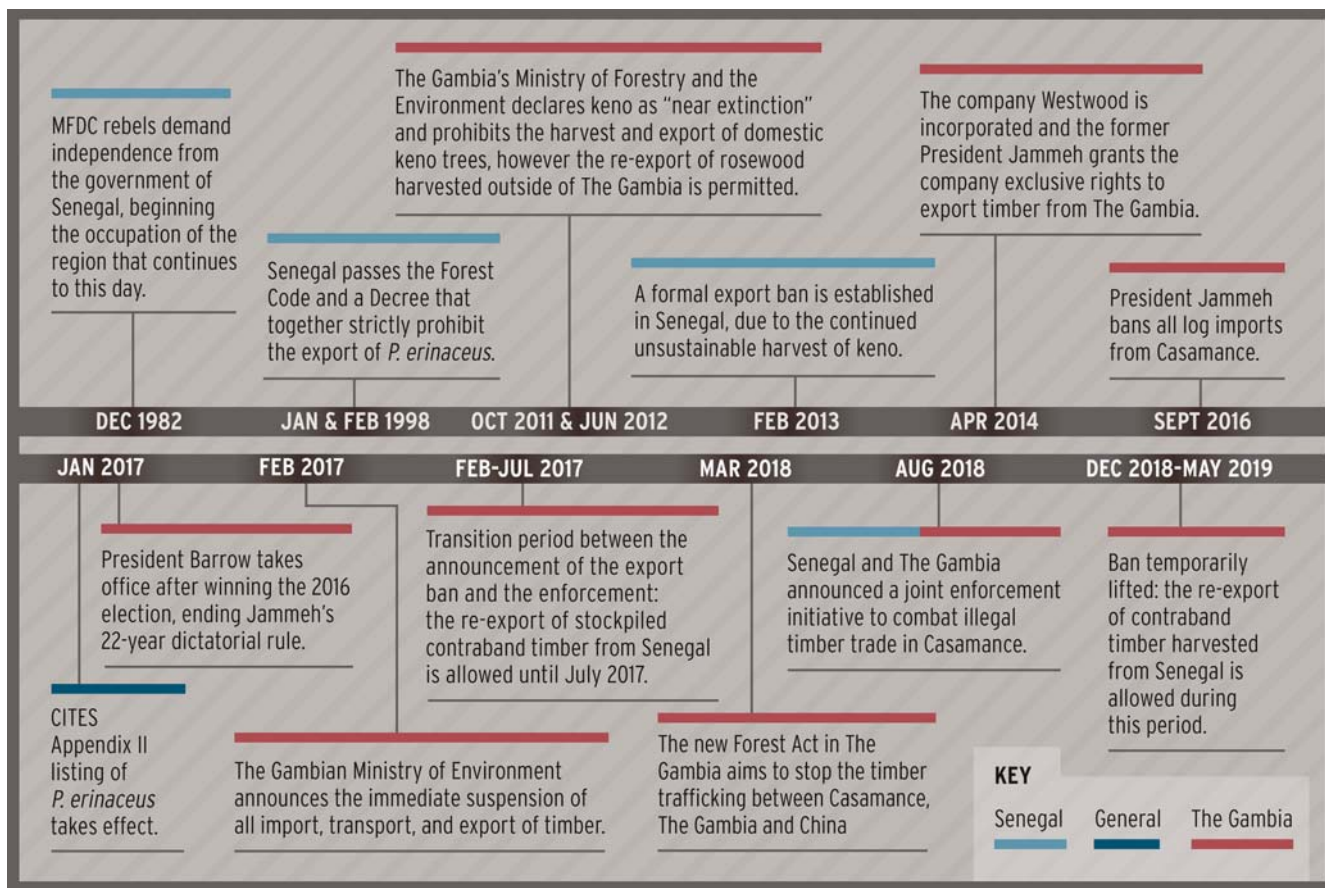 MFDC rebels demand
independence from
the government of
Senegal, beginning
the occupation of the
region that continues
to this day.
DEC 1982
Senegal passes the Forest
Code and a Decree that
together strictly prohibit
the export of P. erinaceus.
JAN & FEB 1998
The Gambia's Ministry of Forestry and the
Environment declares keno as “near extinction”
and prohibits the harvest and export of domestic
keno trees, however the re-export of rosewood
harvested outside of The Gambia is permitted.
OCT 2011 & JUN 2012
A formal export ban is established
in Senegal, due to the continued
unsustainable harvest of keno.
FEB 2013
The company Westwood is
incorporated and the former
President Jammeh grants the
company exclusive rights to
export timber from The Gambia.
APR 2014
President Jammeh
bans all log imports
from Casamance.
SEPT 2016
JAN 2017
President Barrow takes
office after winning the 2016
election, ending Jammeh's
22-year dictatorial rule.
CITES
Appendix II
listing of
P. erinaceus
takes effect.
FEB 2017
The Gambian Ministry of Environment
announces the immediate suspension of
all import, transport, and export of timber.
FEB-JUL 2017
Transition period between the
announcement of the export
ban and the enforcement:
the re-export of stockpiled
contraband timber from Senegal
is allowed until July 2017.
MAR 2018
The new Forest Act in The
Gambia aims to stop the timber
trafficking between Casamance,
The Gambia and China
AUG 2018
Senegal and The Gambia
announced a joint enforcement
initiative to combat illegal
timber trade in Casamance.
DEC 2018-MAY 2019
Ban temporarily
lifted: the re-export
of contraband
timber harvested
from Senegal is
allowed during
this period.
KEY
Senegal General The Gambia